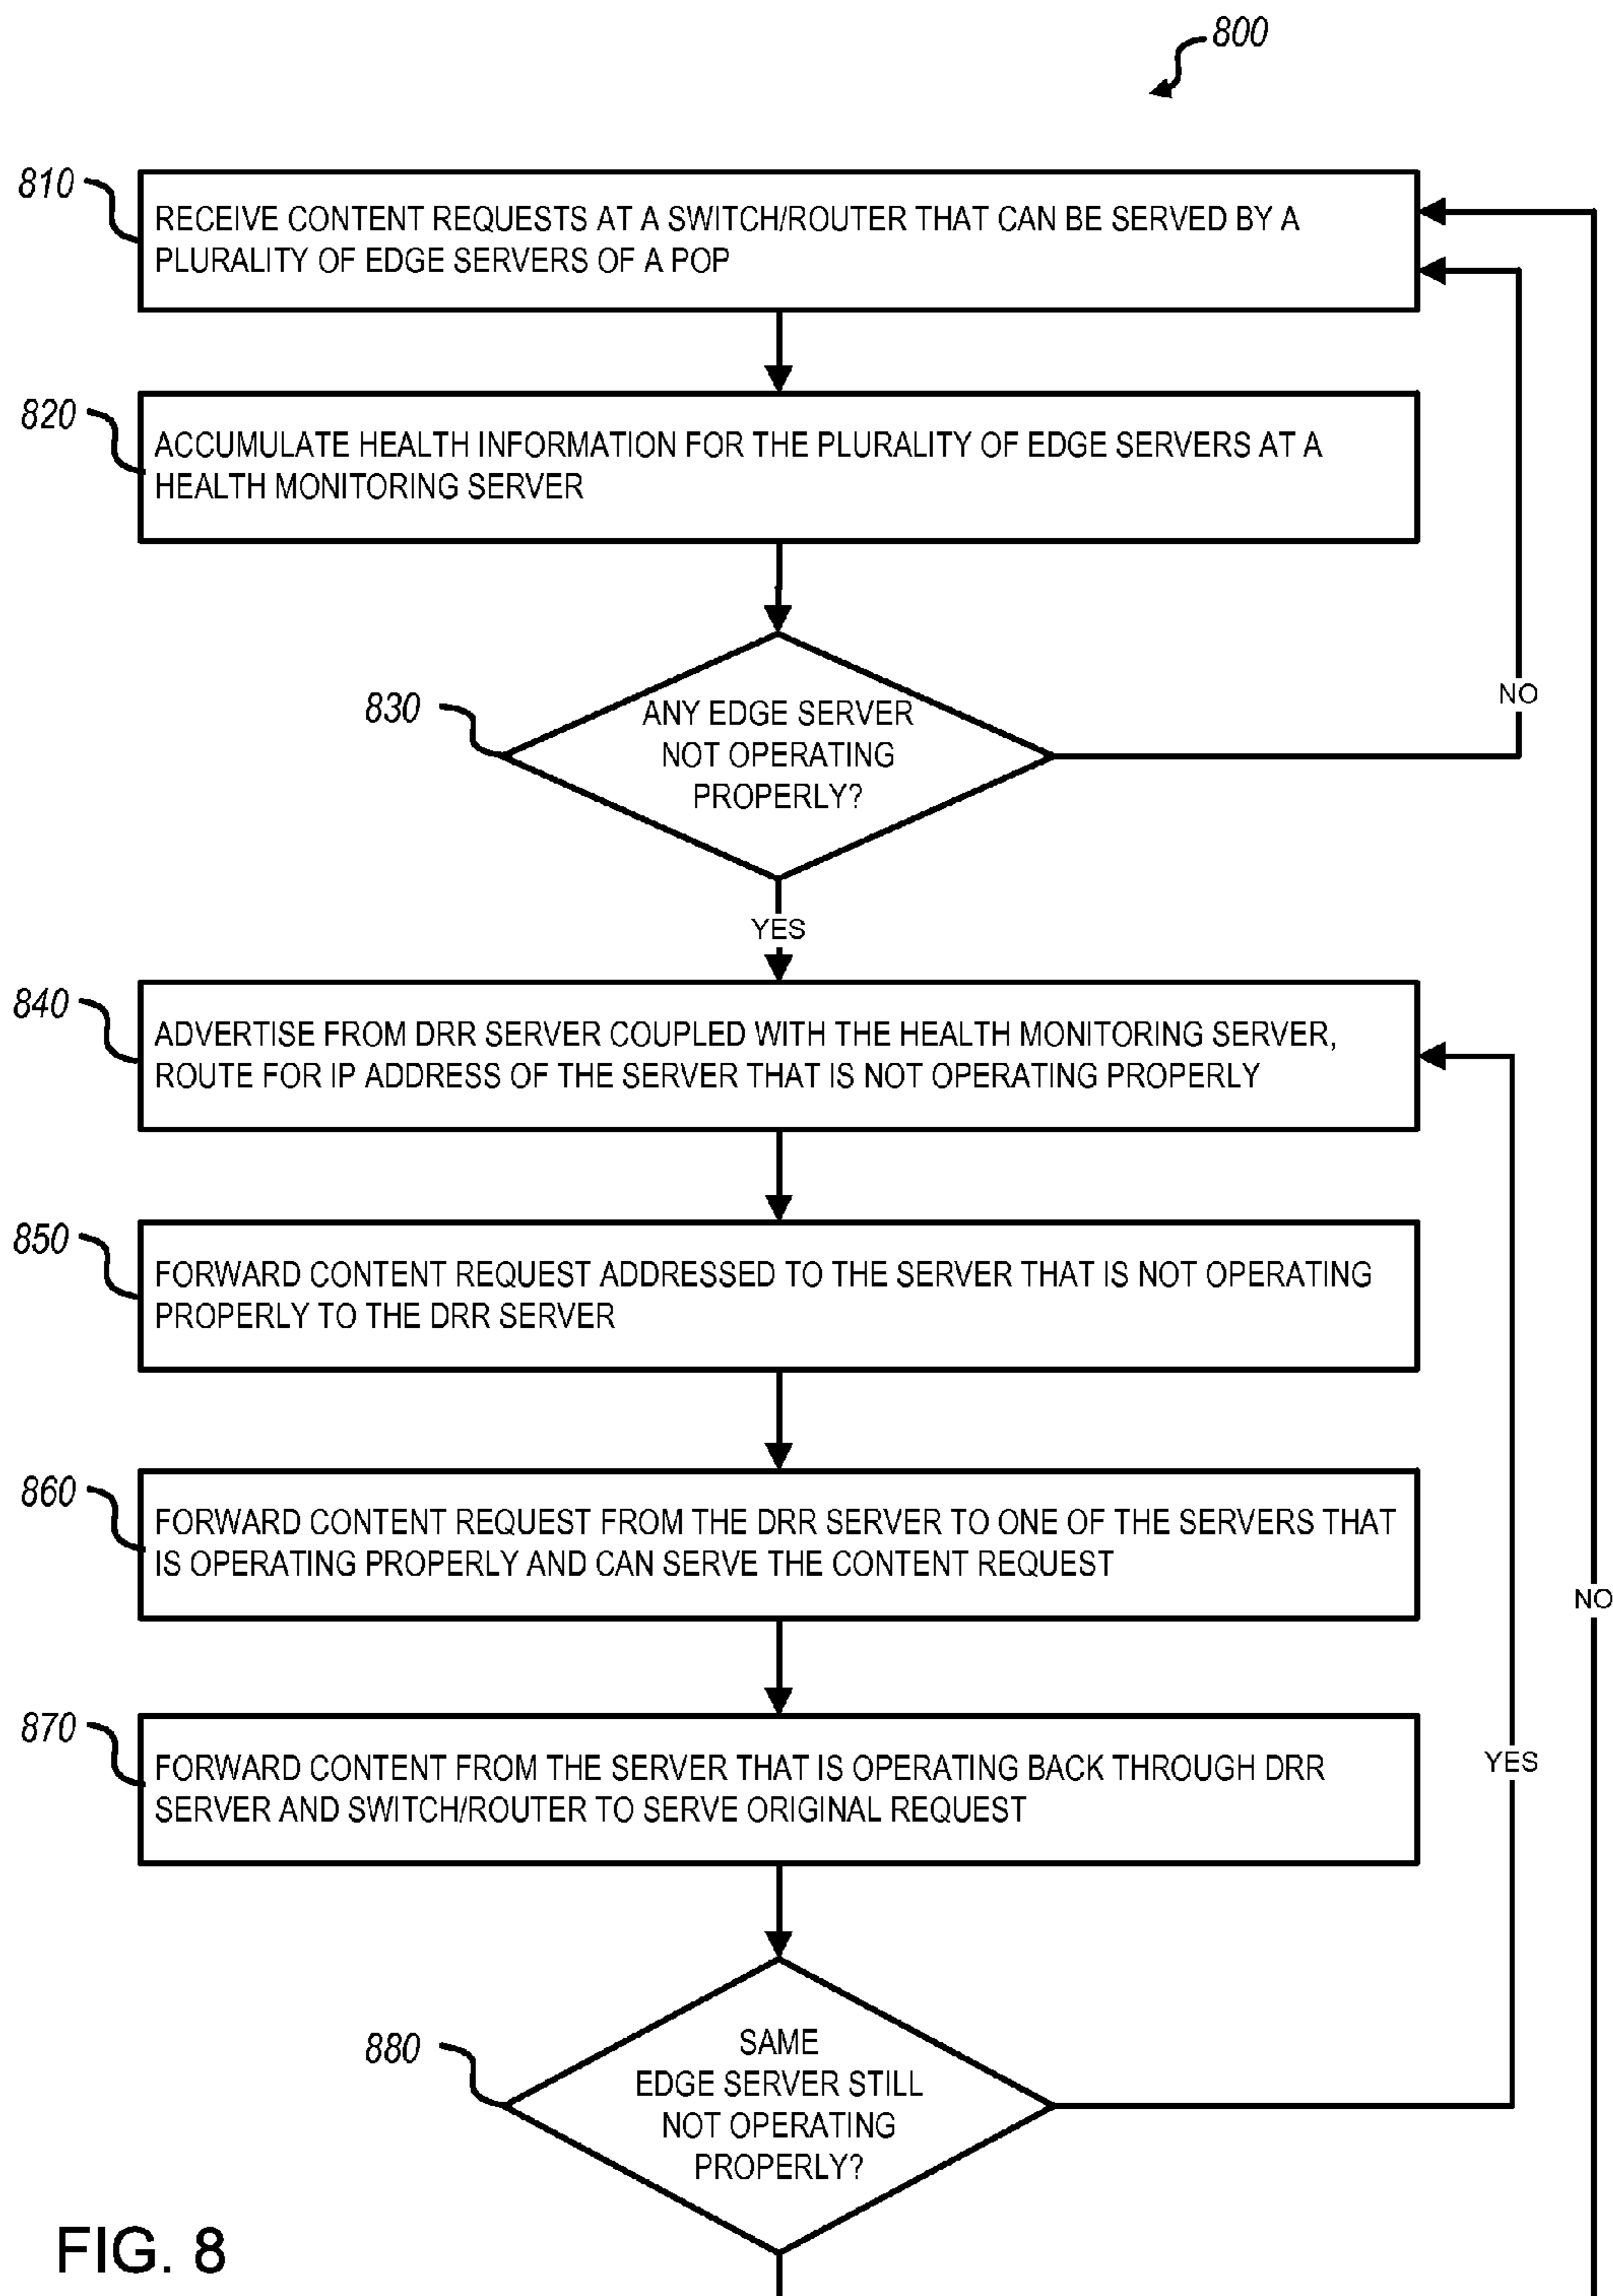 800
810
RECEIVE CONTENT REQUESTS AT A SWITCH/ROUTER THAT CAN BE SERVED BY A
PLURALITY OF EDGE SERVERS OF A POP
820
ACCUMULATE HEALTH INFORMATION FOR THE PLURALITY OF EDGE SERVERS AT A
HEALTH MONITORING SERVER
830
ANY EDGE SERVER
NOT OPERATING
PROPERLY?
NO
YES
840
ADVERTISE FROM DRR SERVER COUPLED WITH THE HEALTH MONITORING SERVER,
ROUTE FOR IP ADDRESS OF THE SERVER THAT IS NOT OPERATING PROPERLY
850
FORWARD CONTENT REQUEST ADDRESSED TO THE SERVER THAT IS NOT OPERATING
PROPERLY TO THE DRR SERVER
860
FORWARD CONTENT REQUEST FROM THE DRR SERVER TO ONE OF THE SERVERS THAT
IS OPERATING PROPERLY AND CAN SERVE THE CONTENT REQUEST
NO
870
FORWARD CONTENT FROM THE SERVER THAT IS OPERATING BACK THROUGH DRR
SERVER AND SWITCH/ROUTER TO SERVE ORIGINAL REQUEST
YES
880
SAME
EDGE SERVER STILL
NOT OPERATING
PROPERLY?
FIG. 8